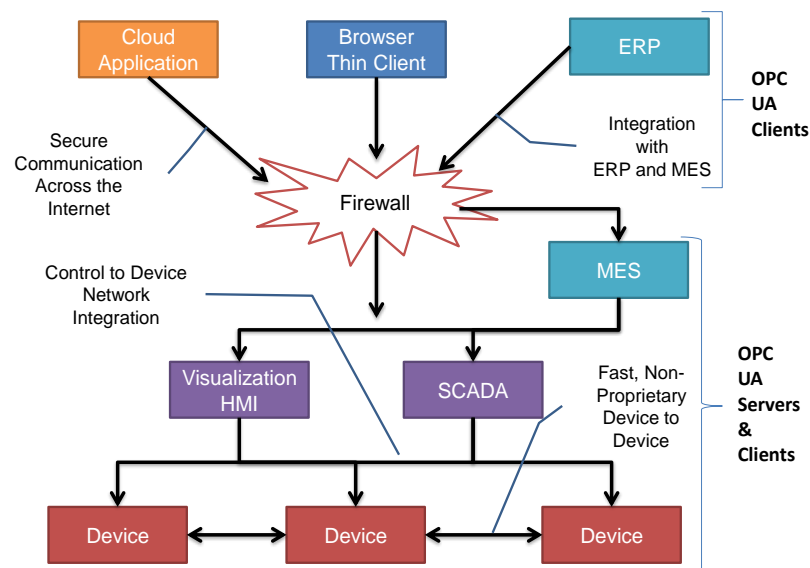 Cloud
Application
Browser
Thin Client
ERP
OPC
UA
Clients
Secure
Communication
Across the
Internet
Integration
with
ERP and MES
Firewall
MES
Control to Device
Network
Integration
Visualization
HMI
SCADA
Fast, Non-
Proprietary
Device to
Device
OPC
UA
Servers
&
Clients
Device
Device
Device